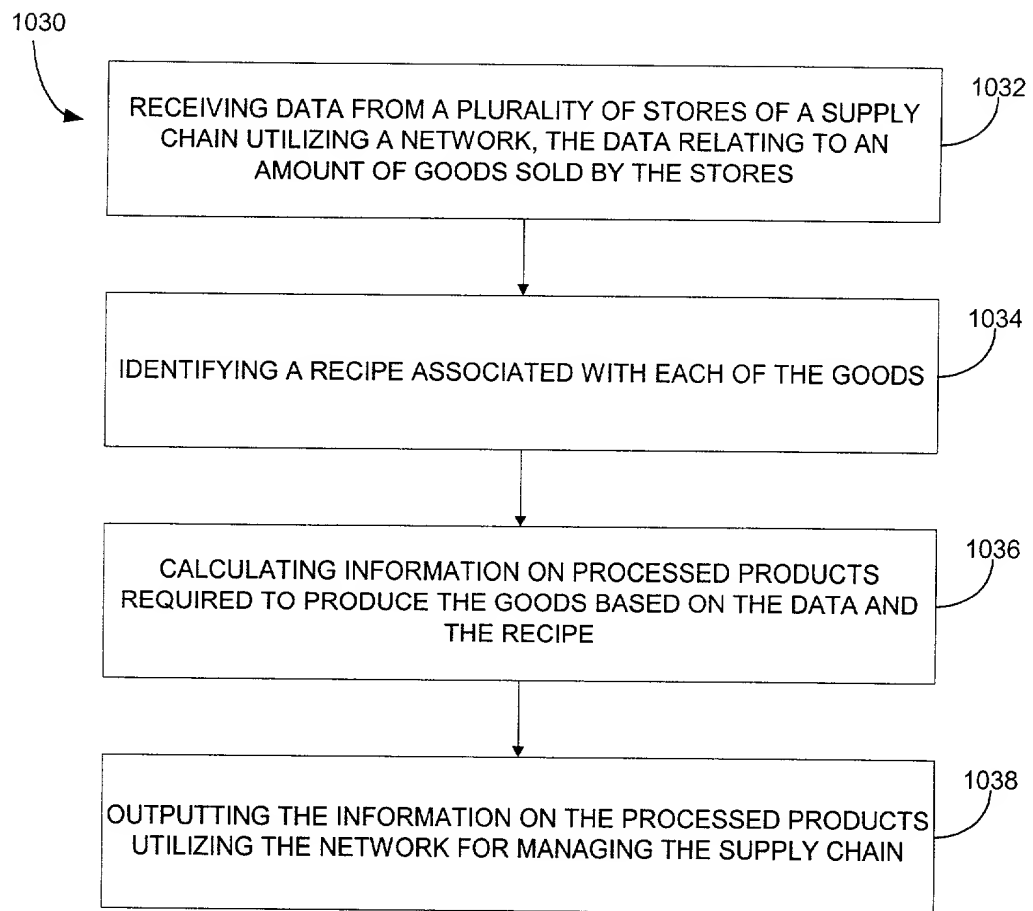 1030
RECEIVING DATA FROM A PLURALITY OF STORES OF A SUPPLY
CHAIN UTILIZING A NETWORK, THE DATA RELATING TO AN
AMOUNT OF GOODS SOLD BY THE STORES
1032
IDENTIFYING A RECIPE ASSOCIATED WITH EACH OF THE GOODS
1034
CALCULATING INFORMATION ON PROCESSED PRODUCTS
REQUIRED TO PRODUCE THE GOODS BASED ON THE DATA AND
THE RECIPE
1036
OUTPUTTING THE INFORMATION ON THE PROCESSED PRODUCTS
UTILIZING THE NETWORK FOR MANAGING THE SUPPLY CHAIN
1038